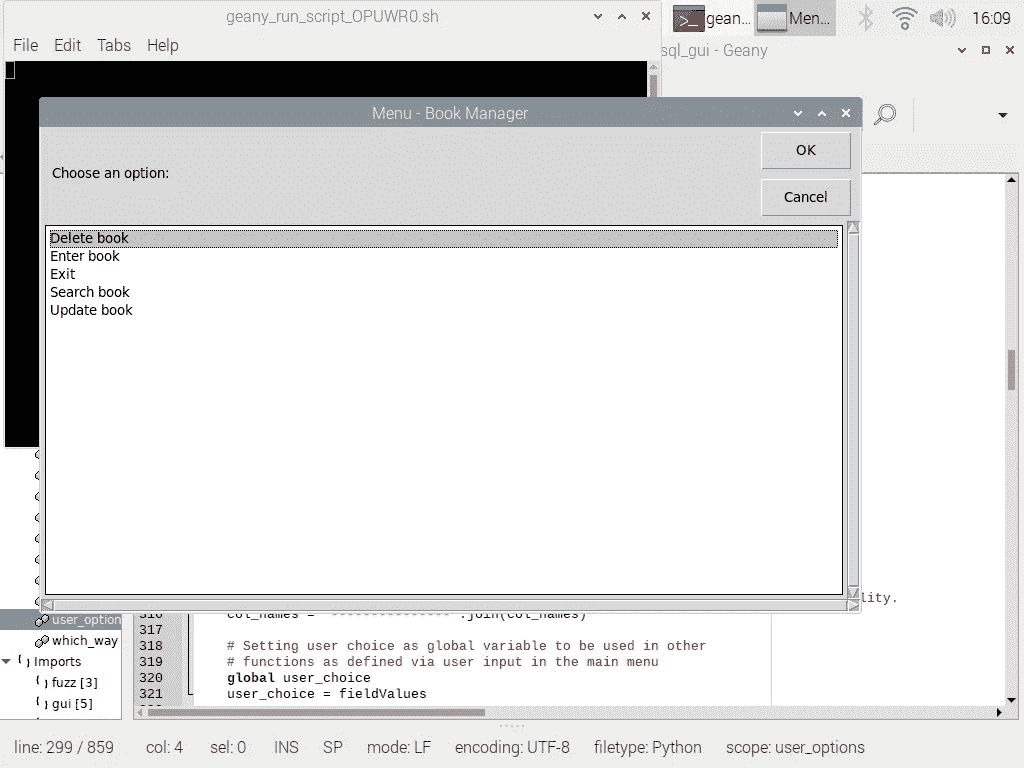 geany_run_script_OPUWR0.sh
gean...
Men...
16:09
File Edit Tabs Help
sql_gui - Geany
Menu - Book Manager
OK
Choose an option:
Cancel
Delete book
Enter book
Exit
Search book
Update book
lity.
316 col_names = "---------------".join(col_names)
user_option
317
which_way
318 # Setting user choice as global variable to be used in other
Imports
319 # functions as defined via user input in the main menu
fuzz [3]
320 global user_choice
gui [5]
321 user_choice = fieldValues
line: 299 / 859 col: 4 sel: 0 INS SP mode: LF encoding: UTF-8 filetype: Python scope: user_options